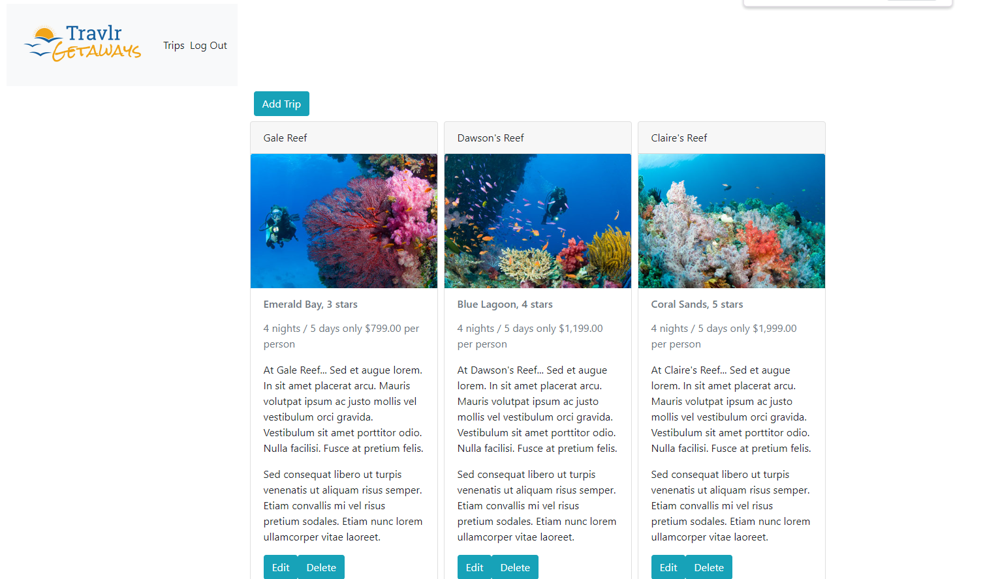 Travlr
Getaways
Trips Log Out
Add Trip
Gale Reef
Emerald Bay, 3 stars
4 nights / 5 days only $799.00 per
person
At Gale Reef... Sed et augue lorem.
In sit amet placerat arcu. Mauris
volutpat ipsum ac justo mollis vel
vestibulum orci gravida.
Vestibulum sit amet porttitor odio.
Nulla facilisi. Fusce at pretium felis.
Sed consequat libero ut turpis
venenatis ut aliquam risus semper.
Etiam convallis mi vel risus
pretium sodales. Etiam nunc lorem
ullamcorper vitae laoreet.
Edit Delete
Dawson's Reef
Blue Lagoon, 4 stars
4 nights / 5 days only $1,199.00
per person
At Dawson's Reef... Sed et augue
lorem. In sit amet placerat arcu.
Mauris volutpat ipsum ac justo
mollis vel vestibulum orci gravida.
Vestibulum sit amet porttitor odio.
Nulla facilisi. Fusce at pretium felis.
Sed consequat libero ut turpis
venenatis ut aliquam risus semper.
Etiam convallis mi vel risus
pretium sodales. Etiam nunc lorem
ullamcorper vitae laoreet.
Edit Delete
Claire's Reef
Coral Sands, 5 stars
4 nights / 5 days only $1,999.00
per person
At Claire's Reef... Sed et augue
lorem. In sit amet placerat arcu.
Mauris volutpat ipsum ac justo
mollis vel vestibulum orci gravida.
Vestibulum sit amet porttitor odio.
Nulla facilisi. Fusce at pretium felis.
Sed consequat libero ut turpis
venenatis ut aliquam risus semper.
Etiam convallis mi vel risus
pretium sodales. Etiam nunc lorem
ullamcorper vitae laoreet.
Edit Delete